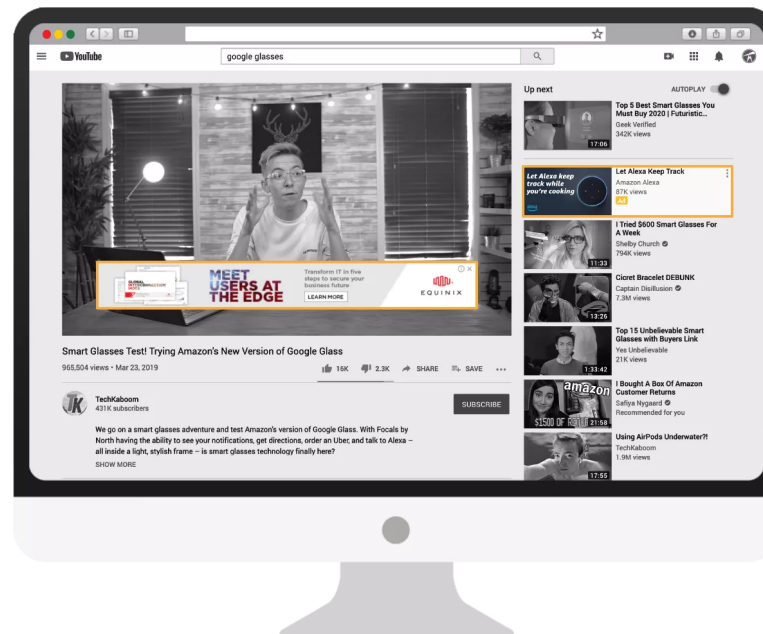 YouTube
google glasses
Up next
AUTOPLAY
Top 5 Best Smart Glasses You
Must Buy 2020 | Futuristic...
Geek Verified
342K views
17:06
Let Alexa keep
track while
you're cooking
Let Alexa Keep Track
Amazon Alexa
87K views
Ad
I Tried $600 Smart Glasses For
A Week
Shelby Church
794K views
11:33
Cicret Bracelet DEBUNK
Captain Disillusion
7.3M views
13:26
Top 15 Unbelievable Smart
Glasses with Buyers Link
Yes Unbelievable
21K views
1:33:42
amazon
$1500 OF
21:58
I Bought A Box Of Amazon
Customer Returns
Safiya Nygaard
Recommended for you
Using AirPods Underwater?!
TechKaboom
1.9M views
17:55
GLOBAL
INTERCONNECTION
INDEX
MEET
USERS AT
THE EDGE
Transform IT in five
steps to secure your
business future
LEARN MORE
EQUINIX
Smart Glasses Test! Trying Amazon's New Version of Google Glass
965,504 views • Mar 23, 2019
16K
2.3K
SHARE
SAVE
TK
TechKaboom
431K subscribers
SUBSCRIBE
We go on a smart glasses adventure and test Amazon's version of Google Glass. With Focals by
North having the ability to see your notifications, get directions, order an Uber, and talk to Alexa –
all inside a light, stylish frame – is smart glasses technology finally here?
SHOW MORE